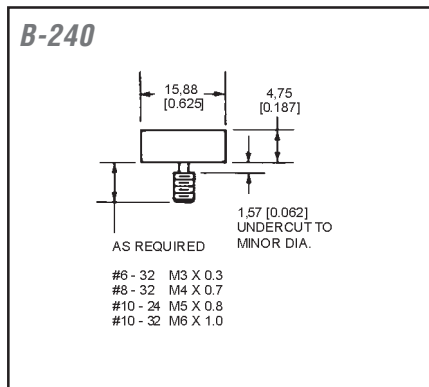 B-240
15,88
[0.625]
4,75
[0.187]
1,57 [0.062]
UNDERCUT TO
MINOR DIA.
AS REQUIRED
#6 - 32 M3 X 0.3
#8 - 32 M4 X 0.7
#10 - 24 M5 X 0.8
#10 - 32 M6 X 1.0